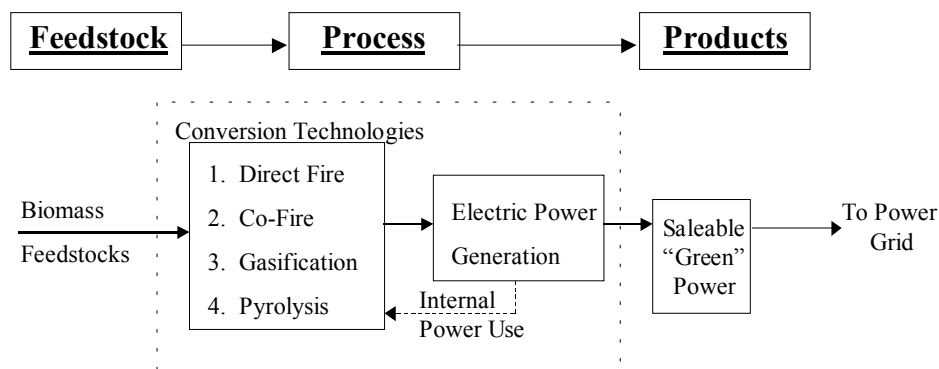 Feedstock
Process
Products
Conversion Technologies
1. Direct Fire
2. Co-Fire
3. Gasification
4. Pyrolysis
Biomass
Feedstocks
Electric Power
Generation
Internal
Power Use
Saleable
“Green”
Power
To Power
Grid